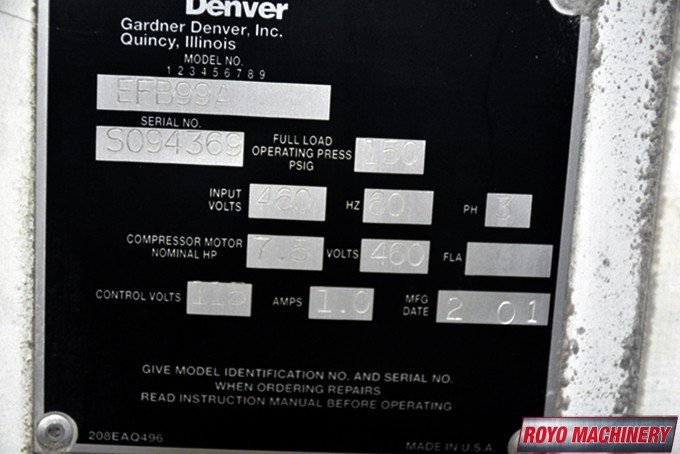 Denver
Gardner Denver, Inc.
Quincy, Illinois
MODEL NO.
1 2 3 4 5 6 7 8 9
EFB99A
SERIAL NO.
S094369
FULL LOAD
OPERATING PRESS
PSIG
150
INPUT
VOLTS
460
HZ
60
PH
3
COMPRESSOR MOTOR
NOMINAL HP
7.5
VOLTS
460
FLA
CONTROL VOLTS
115
AMPS
1.0
MFG
DATE
2 01
GIVE MODEL IDENTIFICATION NO. AND SERIAL NO.
WHEN ORDERING REPAIRS
READ INSTRUCTION MANUAL BEFORE OPERATING
208EAQ496
MADE IN U.S.A.
ROYO MACHINERY